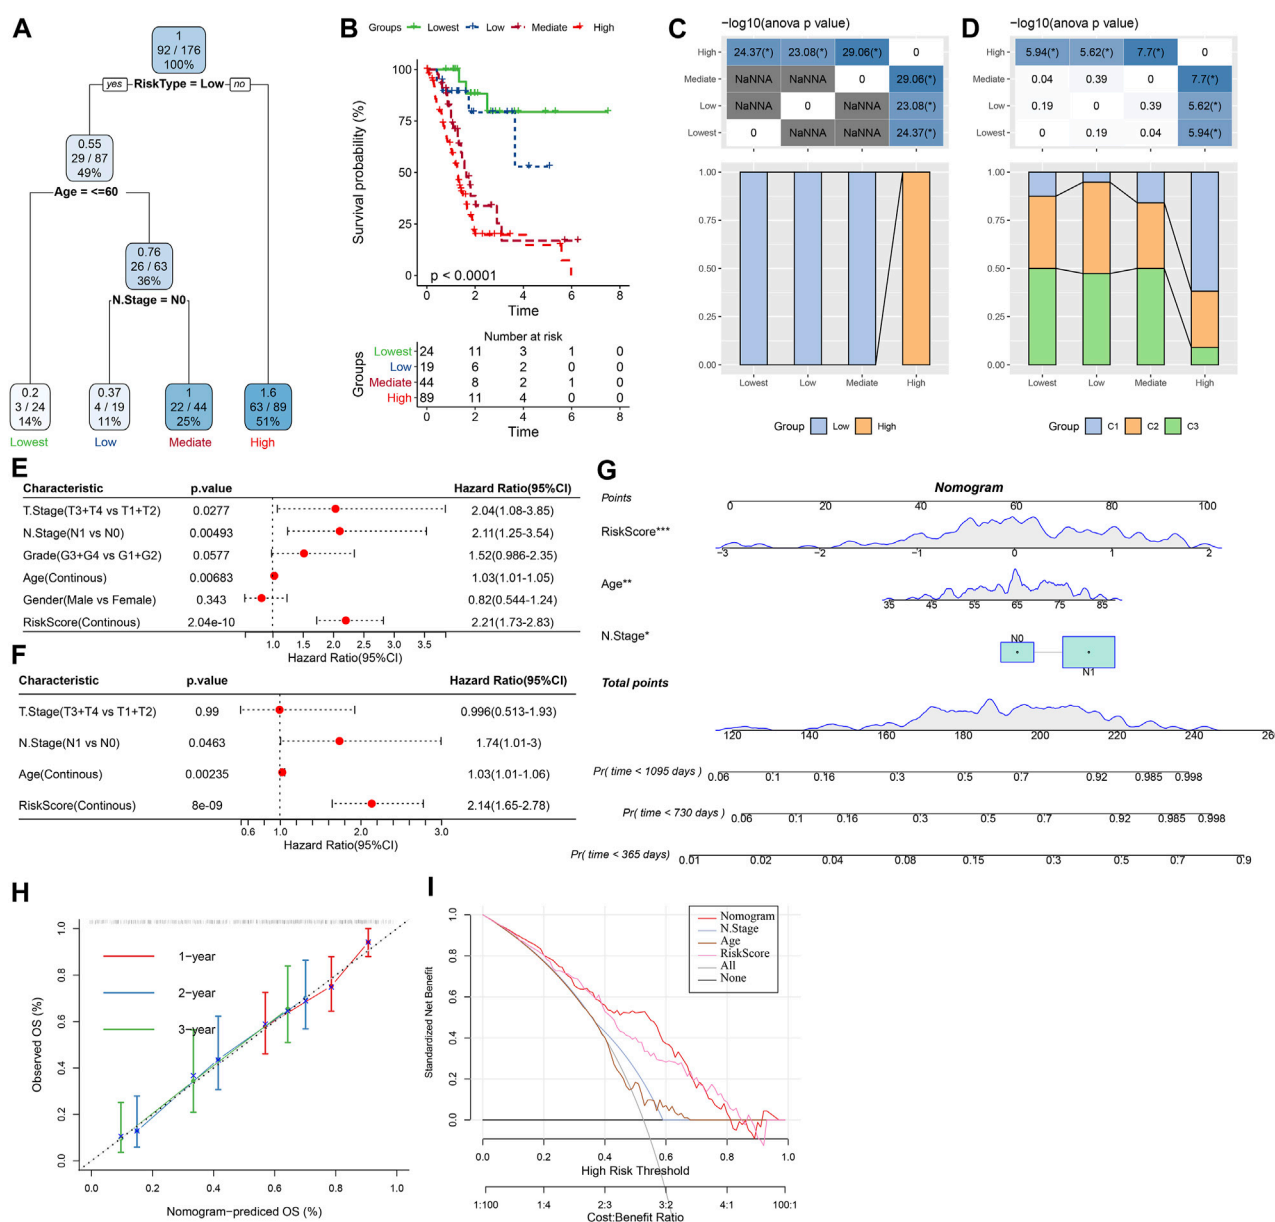 A
1
92 / 176
100%
yes RiskType = Low no
0.55
29 / 87
49%
Age = <=60
0.76
26 / 63
36%
N.Stage = N0
0.2
3 / 24
14%
0.37
4 / 19
11%
1
22 / 44
25%
1.6
63 / 89
51%
Lowest Low Mediate High
B
Groups Lowest Low Mediate High
Survival probability (%)
100
75
50
25
0
p < 0.0001
0 2 4 6 8
Time
Number at risk
Groups
Lowest 24 11 3 1 0
Low 19 6 2 0 0
Mediate 44 8 2 1 0
High 89 11 4 0 0
0 2 4 6 8
Time
C
−log10(anova p value)
High 24.37(*) 23.08(*) 29.06(*) 0
Mediate NaNNA NaNNA 0 29.06(*)
Low NaNNA 0 NaNNA 23.08(*)
Lowest 0 NaNNA NaNNA 24.37(*)
1.00
0.75
0.50
0.25
0.00
Lowest Low Mediate High
Group Low High
D
−log10(anova p value)
High 5.94(*) 5.62(*) 7.7(*) 0
Mediate 0.04 0.39 0 7.7(*)
Low 0.19 0 0.39 5.62(*)
Lowest 0 0.19 0.04 5.94(*)
1.00
0.75
0.50
0.25
0.00
Lowest Low Mediate High
Group C1 C2 C3
E
Characteristic p.value Hazard Ratio(95%CI)
T.Stage(T3+T4 vs T1+T2) 0.0277 2.04(1.08-3.85)
N.Stage(N1 vs N0) 0.00493 2.11(1.25-3.54)
Grade(G3+G4 vs G1+G2) 0.0577 1.52(0.986-2.35)
Age(Continous) 0.00683 1.03(1.01-1.05)
Gender(Male vs Female) 0.343 0.82(0.544-1.24)
RiskScore(Continous) 2.04e-10 2.21(1.73-2.83)
1.0 1.5 2.0 2.5 3.0 3.5
Hazard Ratio(95%CI)
F
Characteristic p.value Hazard Ratio(95%CI)
T.Stage(T3+T4 vs T1+T2) 0.99 0.996(0.513-1.93)
N.Stage(N1 vs N0) 0.0463 1.74(1.01-3)
Age(Continous) 0.00235 1.03(1.01-1.06)
RiskScore(Continous) 8e-09 2.14(1.65-2.78)
0.6 1.0 2.0 3.0
Hazard Ratio(95%CI)
G
Nomogram
Points 0 20 40 60 80 100
RiskScore***
−3 −2 −1 0 1 2
Age**
35 45 55 65 75 85
N.Stage*
N0
N1
Total points
120 140 160 180 200 220 240 26
Pr( time < 1095 days ) 0.06 0.1 0.16 0.3 0.5 0.7 0.92 0.985 0.998
Pr( time < 730 days ) 0.06 0.1 0.16 0.3 0.5 0.7 0.92 0.985 0.998
Pr( time < 365 days) 0.01 0.02 0.04 0.08 0.15 0.3 0.5 0.7 0.9
H
Observed OS (%)
1.0
0.8
0.6
0.4
0.2
0.0
1−year
2−year
3−year
0.0 0.2 0.4 0.6 0.8 1.0
Nomogram−prediced OS (%)
I
Standardized Net Benefit
1.0
0.8
0.6
0.4
0.2
0.0
Nomogram
N.Stage
Age
RiskScore
All
None
0.0 0.2 0.4 0.6 0.8 1.0
High Risk Threshold
1:100 1:4 2:3 3:2 4:1 100:1
Cost:Benefit Ratio